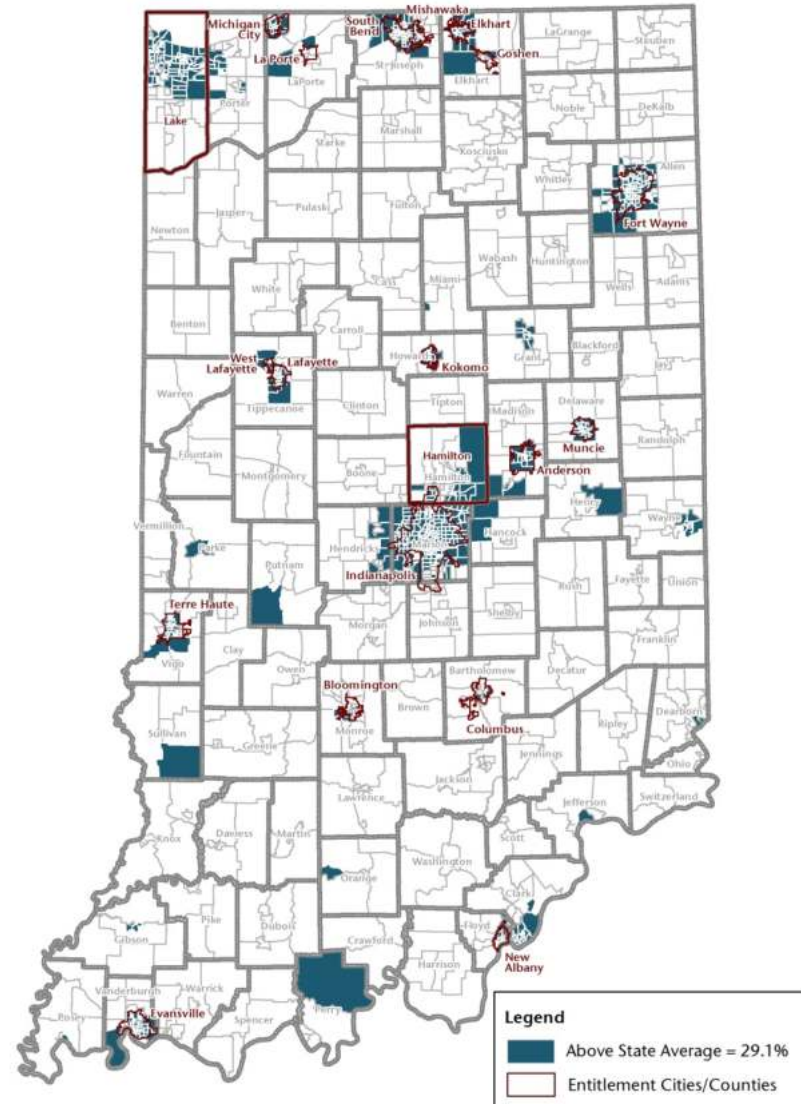 Mishawaka
Michigan City
South Bend
Elkhart
Goshen
La Porte
LaPorte
St Joseph
Elkhart
LaGrange
Steuben
Porter
Lake
Noble
DeKalb
Marshall
Starke
Kosciusko
Allen
Whitley
Fort Wayne
Newton
Jasper
Pulaski
Fulton
Wabash
Huntington
Miami
Cass
White
Wells
Adams
Benton
Carroll
Grant
Blackford
Jay
Howard
Kokomo
West Lafayette
Lafayette
Tippecanoe
Warren
Clinton
Tipton
Madison
Delaware
Muncie
Randolph
Fountain
Montgomery
Boone
Hamilton
Hamilton
Anderson
Henry
Wayne
Vermillion
Parke
Putnam
Hendricks
Marion
Hancock
Indianapolis
Rush
Fayette
Union
Shelby
Morgan
Johnson
Franklin
Terre Haute
Vigo
Clay
Owen
Bloomington
Monroe
Brown
Bartholomew
Columbus
Decatur
Dearborn
Ripley
Ohio
Sullivan
Greene
Jennings
Jackson
Lawrence
Jefferson
Switzerland
Knox
Daviess
Martin
Scott
Washington
Orange
Clark
Floyd
New Albany
Gibson
Pike
Dubois
Crawford
Harrison
Vanderburgh
Warrick
Posey
Evansville
Spencer
Perry
Legend
Above State Average = 29.1%
Entitlement Cities/Counties